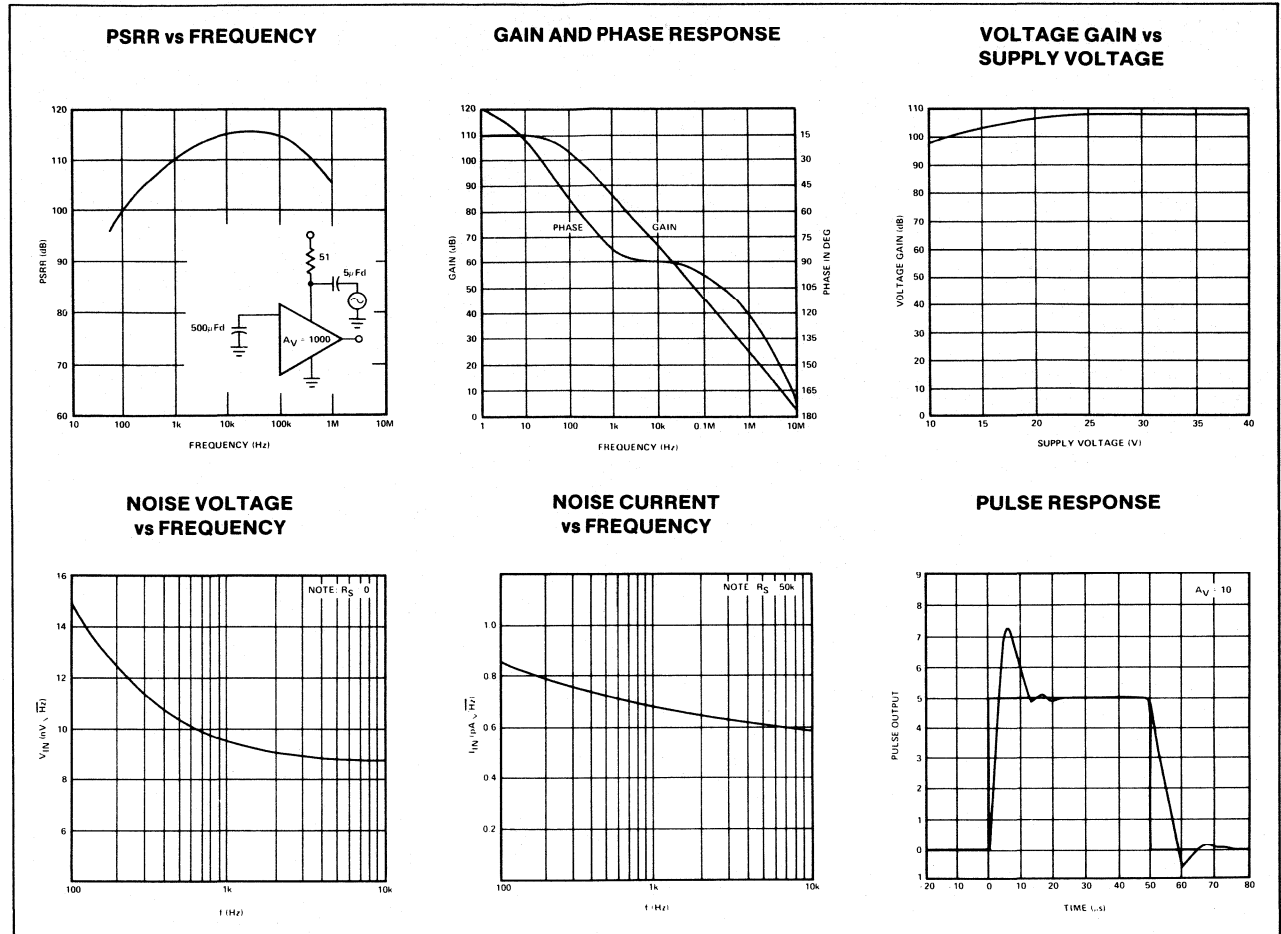 PSRR vs FREQUENCY
120
110
100
90
80
70
60
PSRR (dB)
10 100 1k 10k 100k 1M 10M
FREQUENCY (Hz)
51
5µFd
500µFd
AV = 1000
GAIN AND PHASE RESPONSE
120
110
100
90
80
70
60
50
40
30
20
10
0
GAIN (dB)
15
30
45
60
75
90
105
120
135
150
165
180
PHASE IN DEG
PHASE
GAIN
1 10 100 1k 10k 0.1M 1M 10M
FREQUENCY (Hz)
VOLTAGE GAIN vs
SUPPLY VOLTAGE
110
100
90
80
70
60
50
40
30
20
10
0
VOLTAGE GAIN (dB)
10 15 20 25 30 35 40
SUPPLY VOLTAGE (V)
NOISE VOLTAGE
vs FREQUENCY
16
14
12
10
8
6
VIN (nV √Hz)
NOTE: RS 0
100 1k 10k
f (Hz)
NOISE CURRENT
vs FREQUENCY
1 0
0.8
0.6
0 4
0.2
IIN (pA √Hz)
NOTE RS 50k
100 1k 10k
f (Hz)
PULSE RESPONSE
9
8
7
6
5
4
3
2
1
0
1
PULSE OUTPUT
AV 10
20 10 0 10 20 30 40 50 60 70 80
TIME (µs)